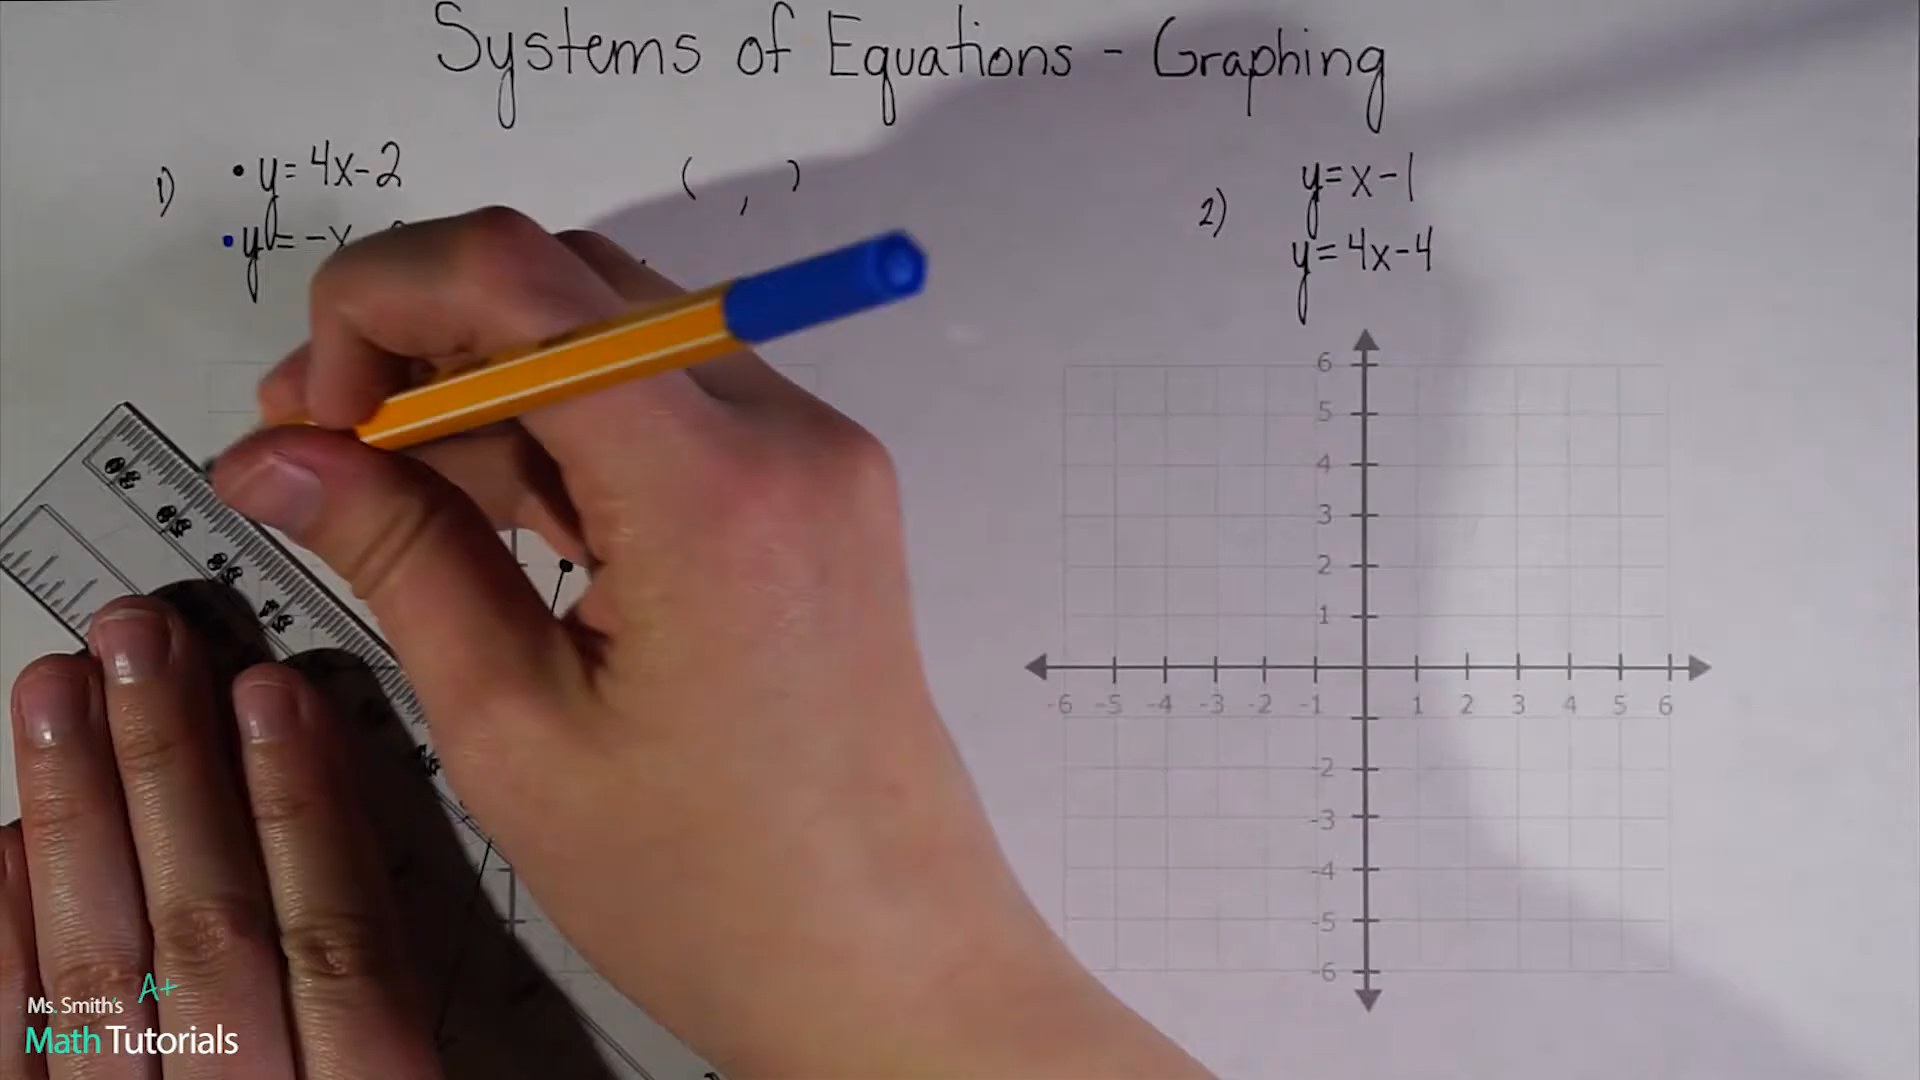 Systems of Equations - Graphing
1)
• y = 4x-2
• y = -x
( , )
2)
y = x-1
y = 4x-4
6
5
4
3
2
1
-6 -5 -4 -3 -2 -1 1 2 3 4 5 6
-2
-3
-4
-5
-6
Ms. Smith's A+
Math Tutorials